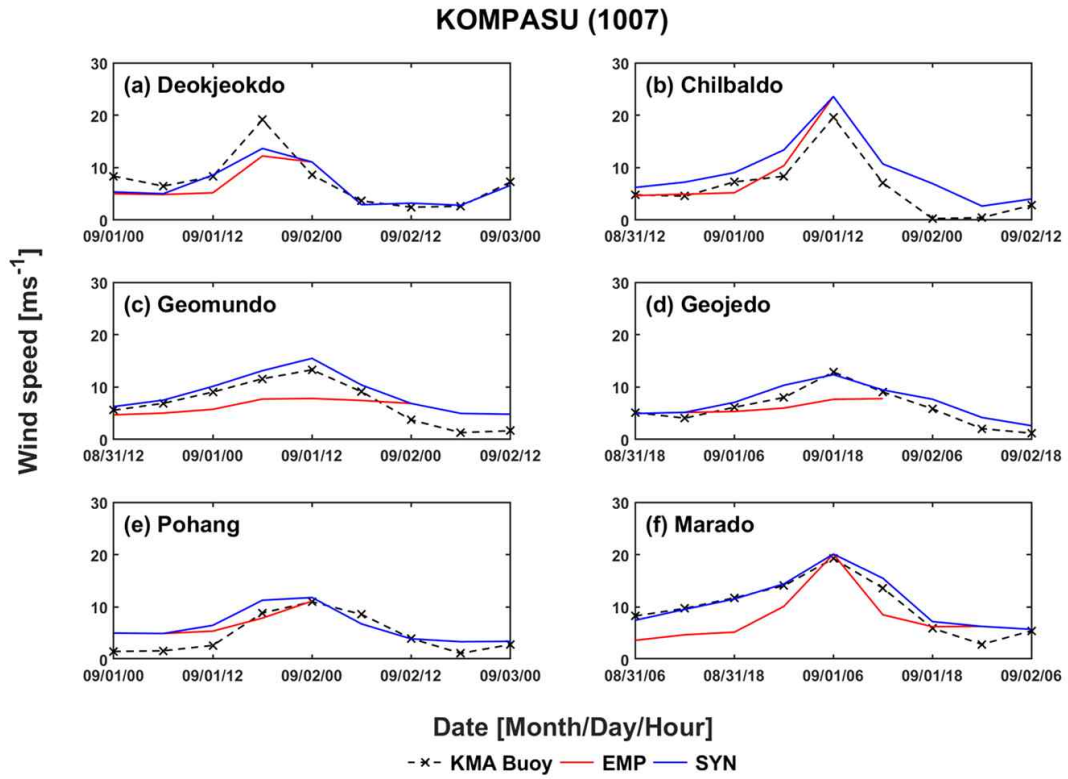 KOMPASU (1007)
Wind speed [ms-1]
(a) Deokjeokdo
30
20
10
0
09/01/00 09/01/12 09/02/00 09/02/12 09/03/00
(b) Chilbaldo
30
20
10
0
08/31/12 09/01/00 09/01/12 09/02/00 09/02/12
(c) Geomundo
30
20
10
0
08/31/12 09/01/00 09/01/12 09/02/00 09/02/12
(d) Geojedo
30
20
10
0
08/31/18 09/01/06 09/01/18 09/02/06 09/02/18
(e) Pohang
30
20
10
0
09/01/00 09/01/12 09/02/00 09/02/12 09/03/00
(f) Marado
30
20
10
0
08/31/06 08/31/18 09/01/06 09/01/18 09/02/06
Date [Month/Day/Hour]
KMA Buoy EMP SYN